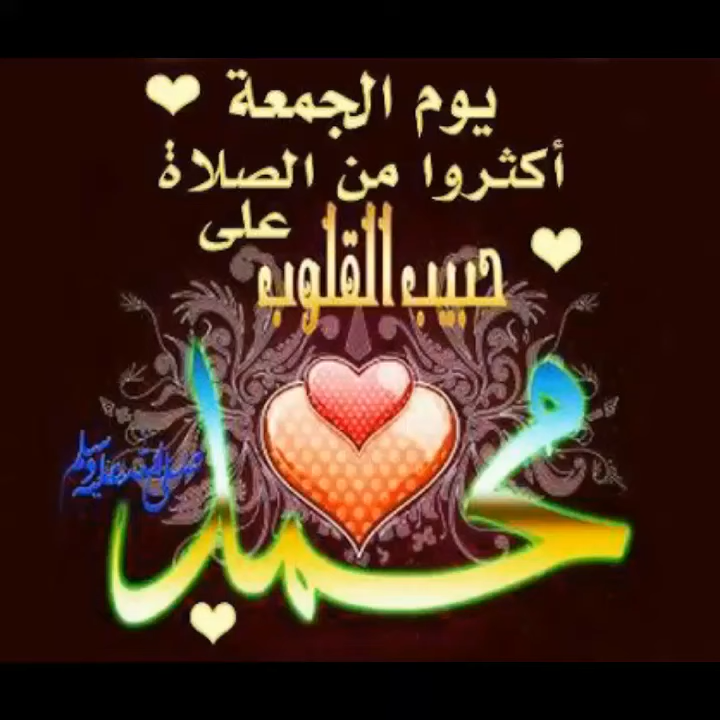 يوم الجمعة
أكثروا من الصلاة
على
حبيب القلوب
محمد
صلى الله عليه وسلم